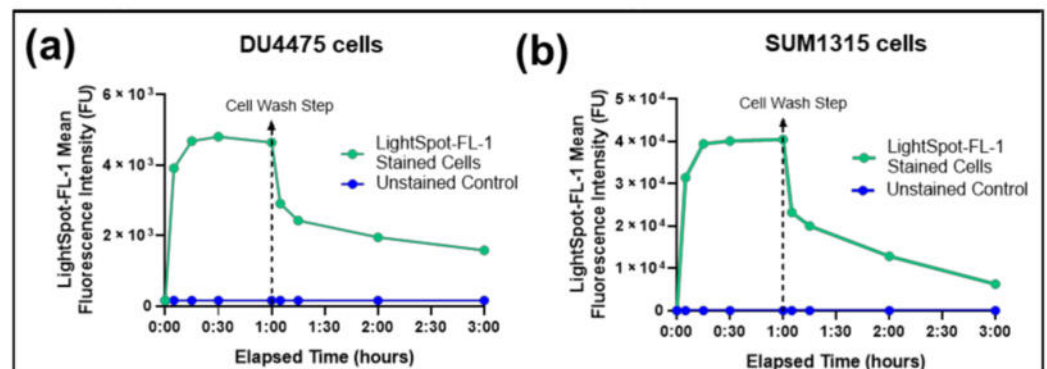 (a)
DU4475 cells
LightSpot-FL-1 Mean
Fluorescence Intensity (FU)
6 × 10³
4 × 10³
2 × 10³
0
Cell Wash Step
LightSpot-FL-1
Stained Cells
Unstained Control
0:00 0:30 1:00 1:30 2:00 2:30 3:00
Elapsed Time (hours)
(b)
SUM1315 cells
LightSpot-FL-1 Mean
Fluorescence Intensity (FU)
5 × 10⁴
4 × 10⁴
3 × 10⁴
2 × 10⁴
1 × 10⁴
0
Cell Wash Step
LightSpot-FL-1
Stained Cells
Unstained Control
0:00 0:30 1:00 1:30 2:00 2:30 3:00
Elapsed Time (hours)